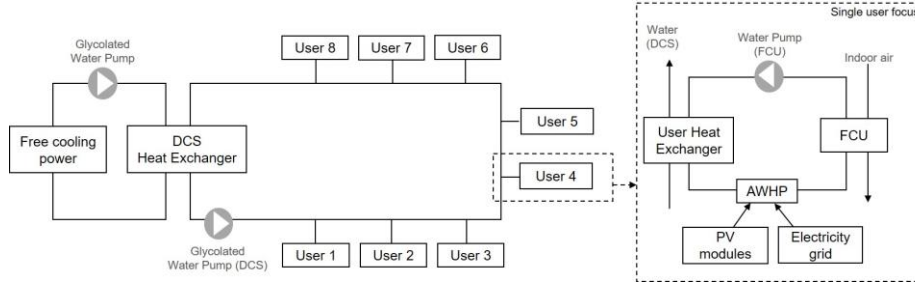 Glycolated
Water Pump
Free cooling
power
DCS
Heat Exchanger
Glycolated
Water Pump (DCS)
User 8
User 7
User 6
User 5
User 4
User 1
User 2
User 3
Single user focus
Water
(DCS)
Water Pump
(FCU)
Indoor air
User Heat
Exchanger
FCU
AWHP
PV
modules
Electricity
grid